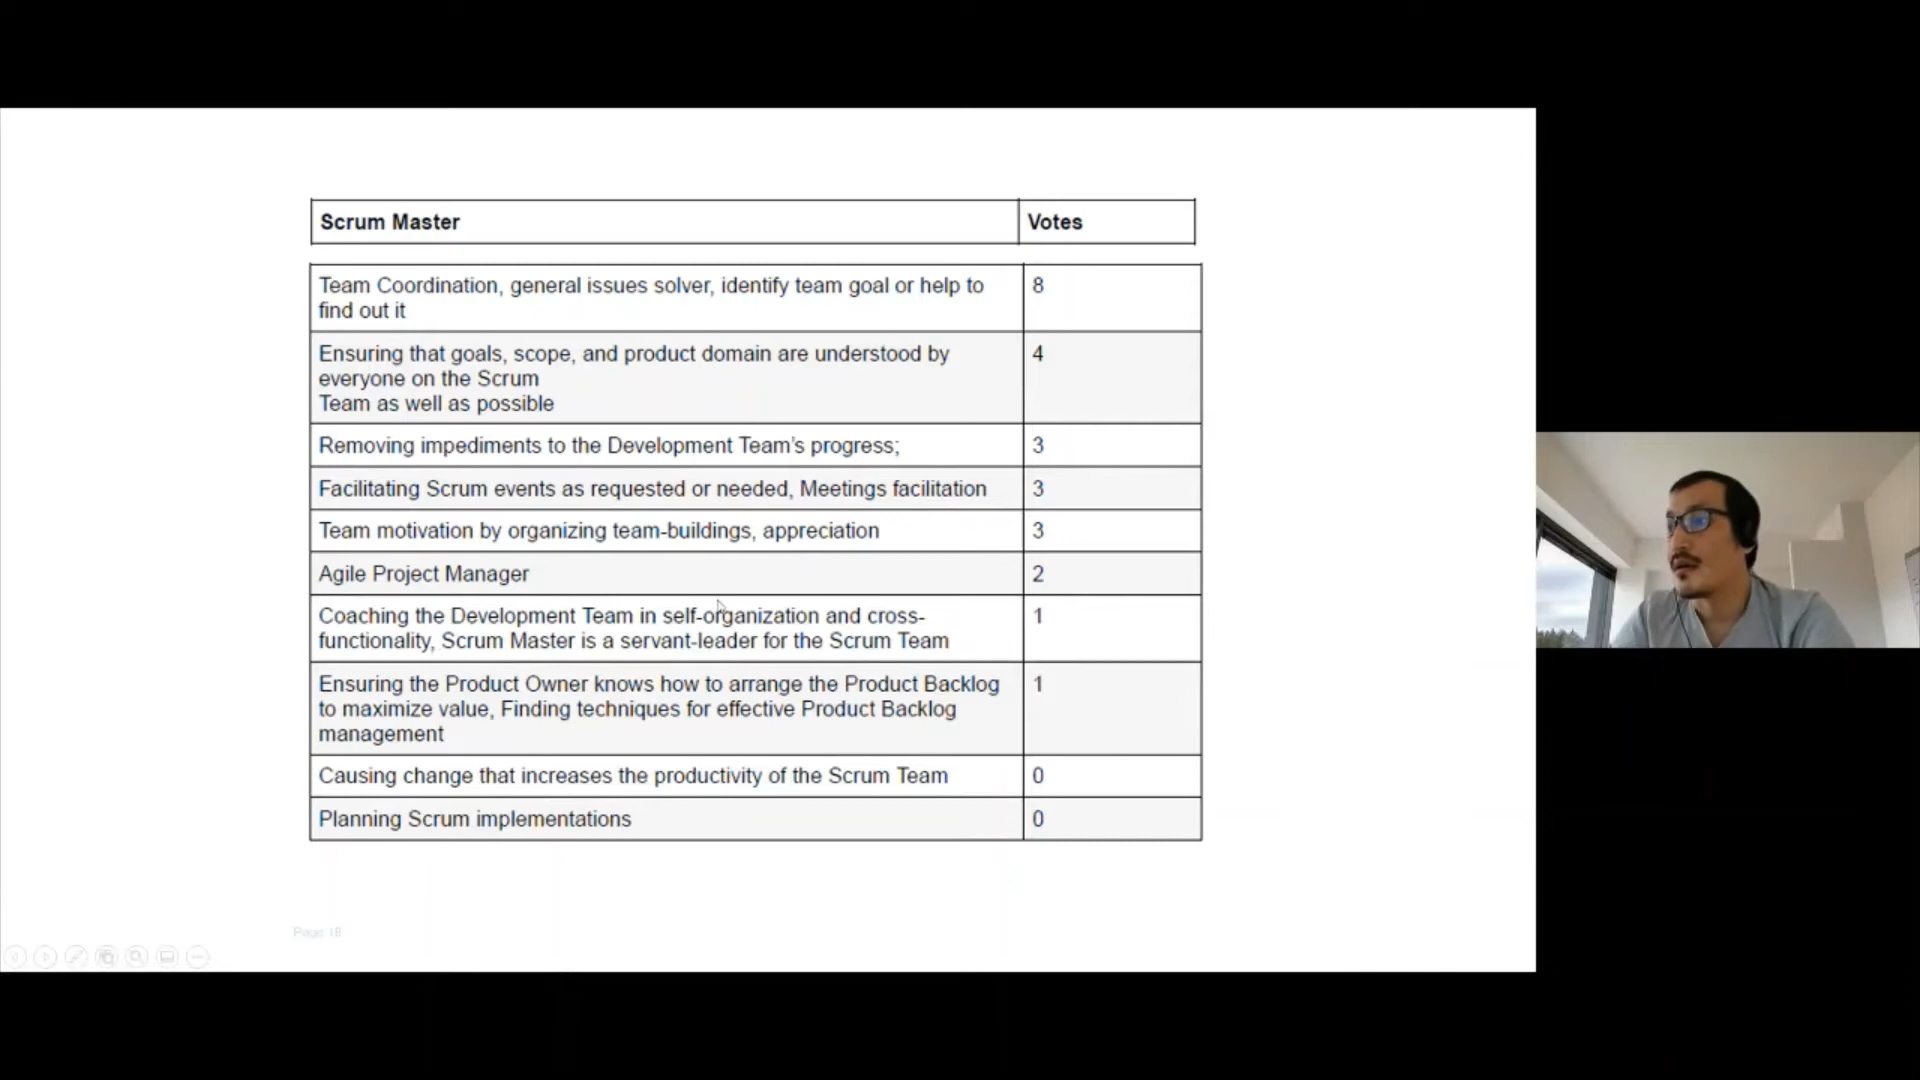 Scrum Master Votes
Team Coordination, general issues solver, identify team goal or help to 8
find out it
Ensuring that goals, scope, and product domain are understood by 4
everyone on the Scrum
Team as well as possible
Removing impediments to the Development Team's progress; 3
Facilitating Scrum events as requested or needed, Meetings facilitation 3
Team motivation by organizing team-buildings, appreciation 3
Agile Project Manager 2
Coaching the Development Team in self-organization and cross- 1
functionality, Scrum Master is a servant-leader for the Scrum Team
Ensuring the Product Owner knows how to arrange the Product Backlog 1
to maximize value, Finding techniques for effective Product Backlog
management
Causing change that increases the productivity of the Scrum Team 0
Planning Scrum implementations 0
Page 18